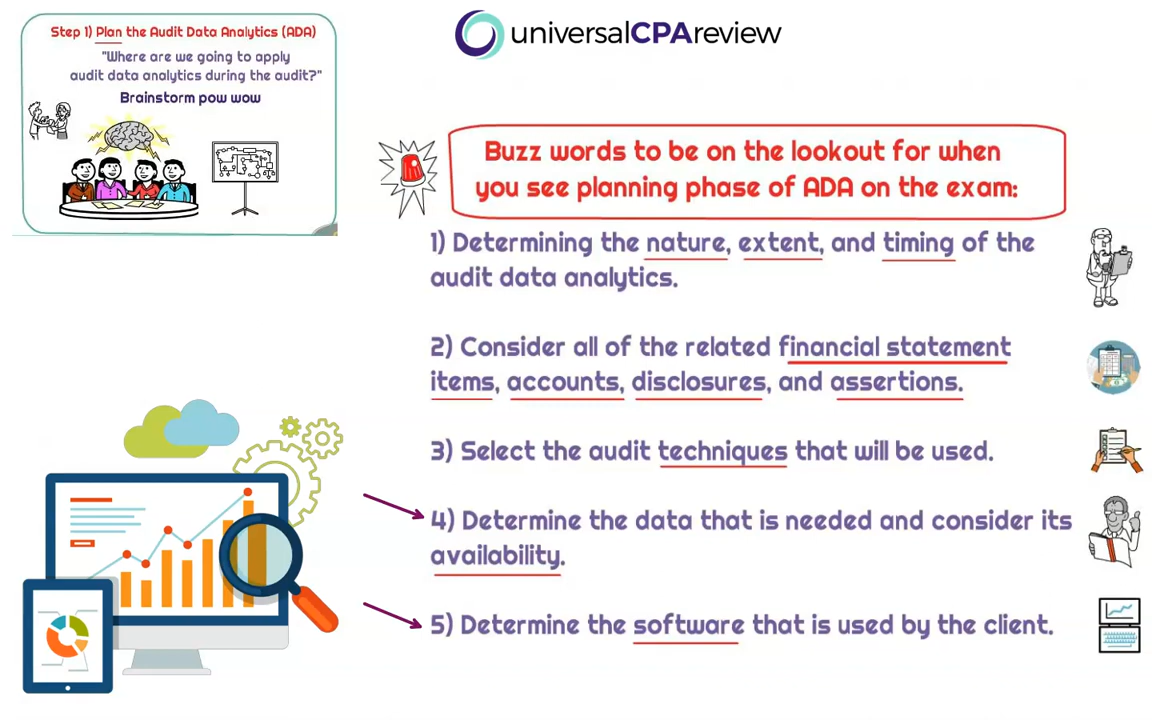 Step 1) Plan the Audit Data Analytics (ADA)
"Where are we going to apply
audit data analytics during the audit?"
Brainstorm pow wow
universalCPAreview
Buzz words to be on the lookout for when
you see planning phase of ADA on the exam:
1) Determining the nature, extent, and timing of the
audit data analytics.
2) Consider all of the related financial statement
items, accounts, disclosures, and assertions.
3) Select the audit techniques that will be used.
4) Determine the data that is needed and consider its
availability.
5) Determine the software that is used by the client.